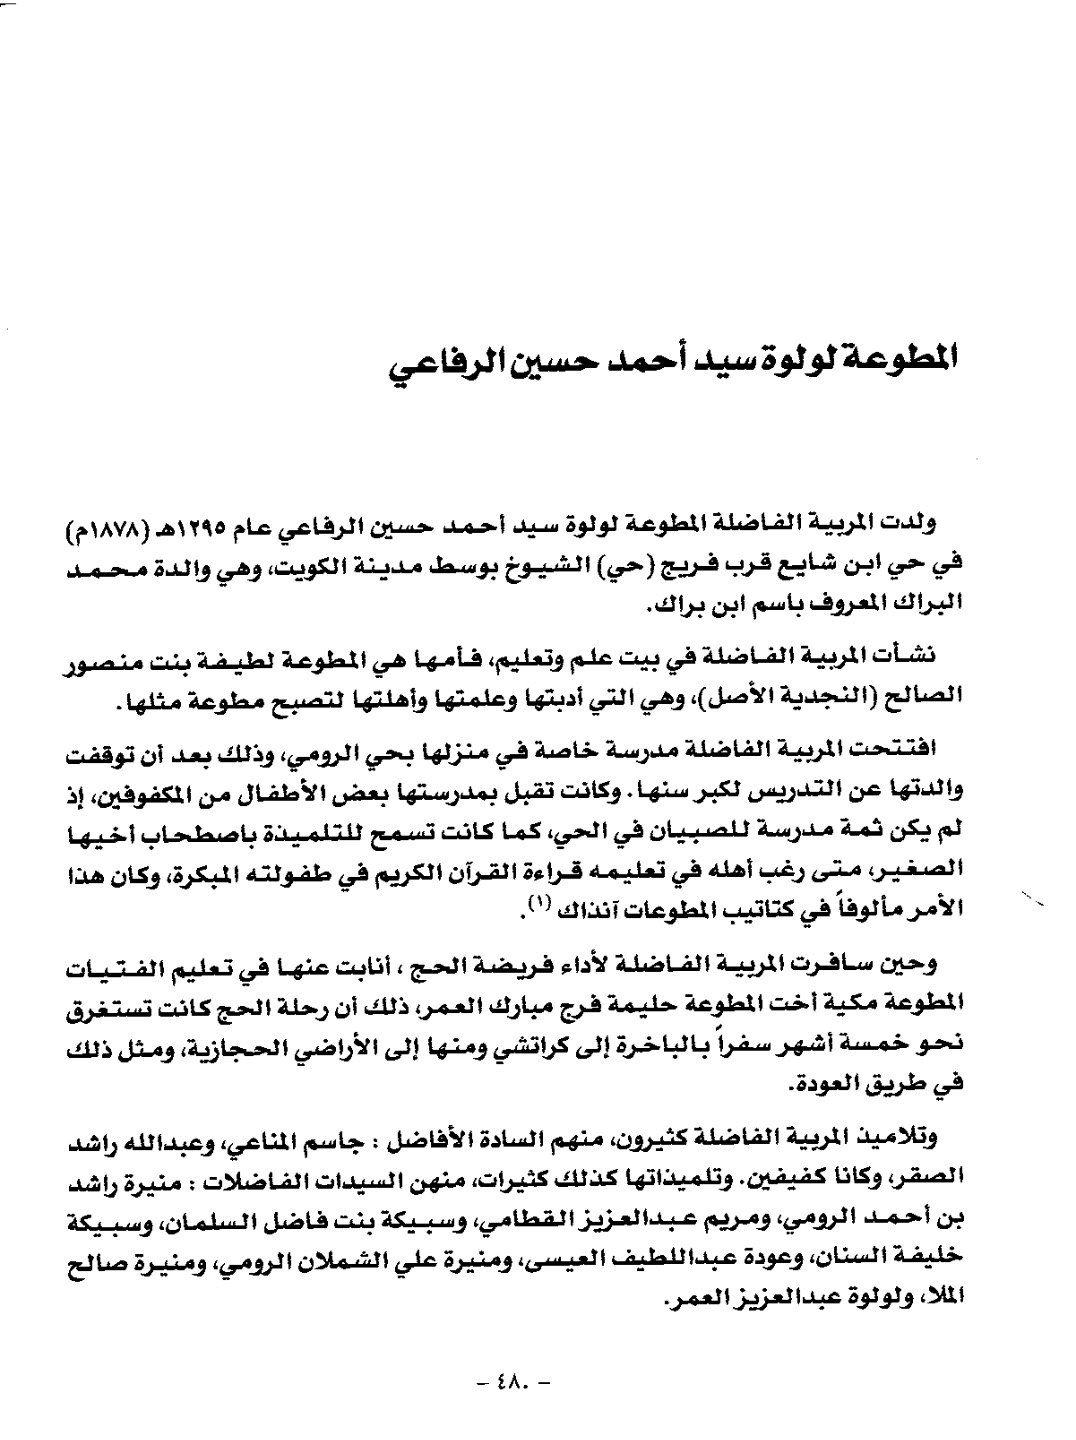 المطوعة لولوة سيد أحمد حسين الرفاعي
ولدت المربية الفاضلة المطوعة لولوة سيد أحمد حسين الرفاعي عام ١٢٩٥هـ (١٨٧٨م)
في حي ابن شايع قرب فريج (حي) الشيوخ بوسط مدينة الكويت، وهي والدة محمد
البراك المعروف باسم ابن براك.
نشأت المربية الفاضلة في بيت علم وتعليم، فأمها هي المطوعة لطيفة بنت منصور
الصالح (النجدية الأصل)، وهي التي أدبتها وعلمتها وأهلتها لتصبح مطوعة مثلها.
افتتحت المربية الفاضلة مدرسة خاصة في منزلها بحي الرومي، وذلك بعد أن توقفت
والدتها عن التدريس لكبر سنها. وكانت تقبل بمدرستها بعض الأطفال من المكفوفين، إذ
لم يكن ثمة مدرسة للصبيان في الحي، كما كانت تسمح للتلميذة باصطحاب أخيها
الصغير، متى رغب أهله في تعليمه قراءة القرآن الكريم في طفولته المبكرة، وكان هذا
الأمر مألوفاً في كتاتيب المطوعات آنذاك (١).
وحين سافرت المربية الفاضلة لأداء فريضة الحج ، أنابت عنها في تعليم الفتيات
المطوعة مكية أخت المطوعة حليمة فرج مبارك العمر، ذلك أن رحلة الحج كانت تستغرق
نحو خمسة أشهر سفراً بالباخرة إلى كراتشي ومنها إلى الأراضي الحجازية، ومثل ذلك
في طريق العودة.
وتلاميذ المربية الفاضلة كثيرون، منهم السادة الأفاضل : جاسم المناعي، وعبدالله راشد
الصقر، وكانا كفيفين. وتلميذاتها كذلك كثيرات، منهن السيدات الفاضلات : منيرة راشد
بن أحمد الرومي، ومريم عبدالعزيز القطامي، وسبيكة بنت فاضل السلمان، وسبيكة
خليفة السنان، وعودة عبداللطيف العيسى، ومنيرة علي الشملان الرومي، ومنيرة صالح
الملا، ولولوة عبدالعزيز العمر.
– ٤٨٠ –